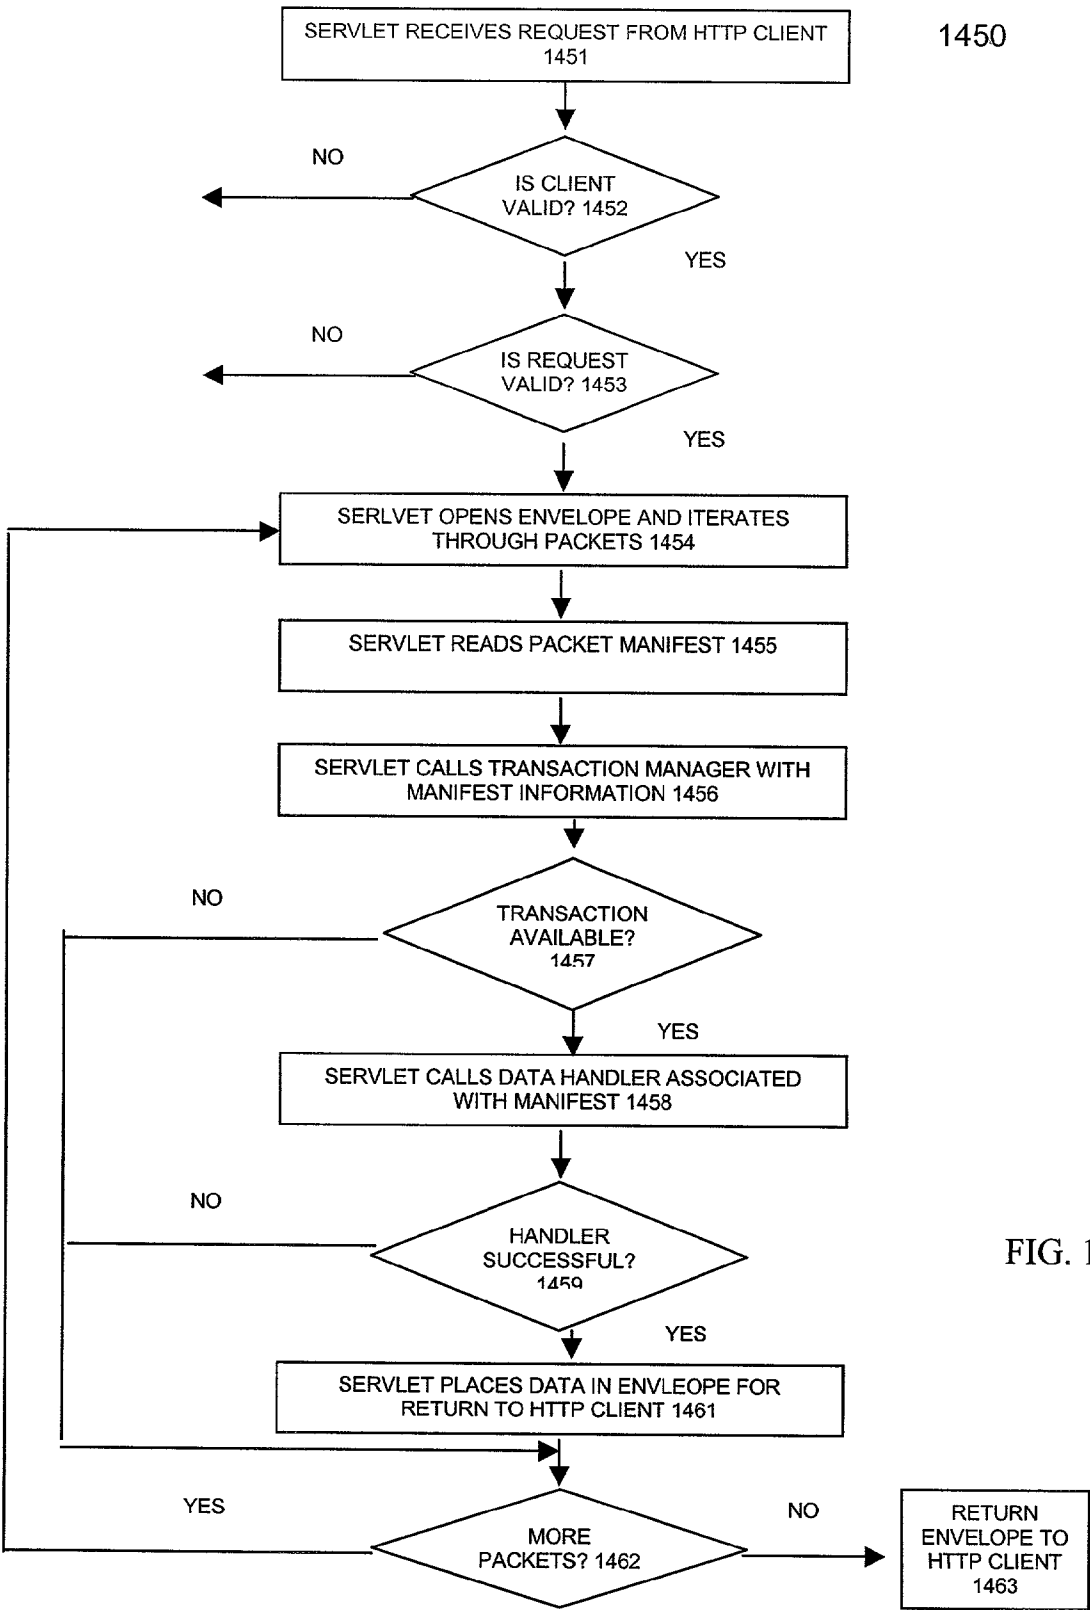 SERVLET RECEIVES REQUEST FROM HTTP CLIENT
1451
1450
NO
IS CLIENT
VALID? 1452
YES
NO
IS REQUEST
VALID? 1453
YES
SERLVET OPENS ENVELOPE AND ITERATES
THROUGH PACKETS 1454
SERVLET READS PACKET MANIFEST 1455
SERVLET CALLS TRANSACTION MANAGER WITH
MANIFEST INFORMATION 1456
NO
TRANSACTION
AVAILABLE?
1457
YES
SERVLET CALLS DATA HANDLER ASSOCIATED
WITH MANIFEST 1458
NO
HANDLER
SUCCESSFUL?
1459
FIG. 1
YES
SERVLET PLACES DATA IN ENVLEOPE FOR
RETURN TO HTTP CLIENT 1461
YES
MORE
PACKETS? 1462
NO
RETURN
ENVELOPE TO
HTTP CLIENT
1463